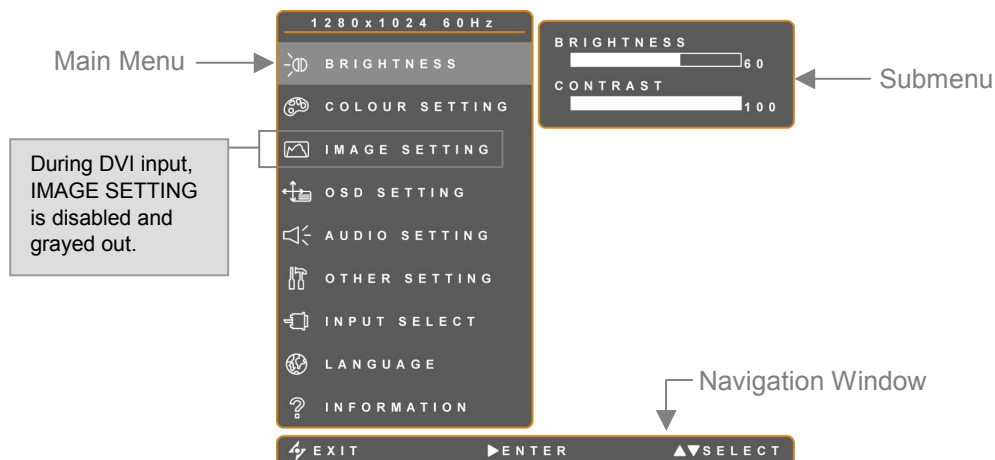 1280x1024 60Hz
Main Menu
BRIGHTNESS
COLOUR SETTING
IMAGE SETTING
OSD SETTING
AUDIO SETTING
OTHER SETTING
INPUT SELECT
LANGUAGE
INFORMATION
BRIGHTNESS
60
CONTRAST
100
Submenu
During DVI input,
IMAGE SETTING
is disabled and
grayed out.
Navigation Window
EXIT ▶ENTER ▲▼SELECT